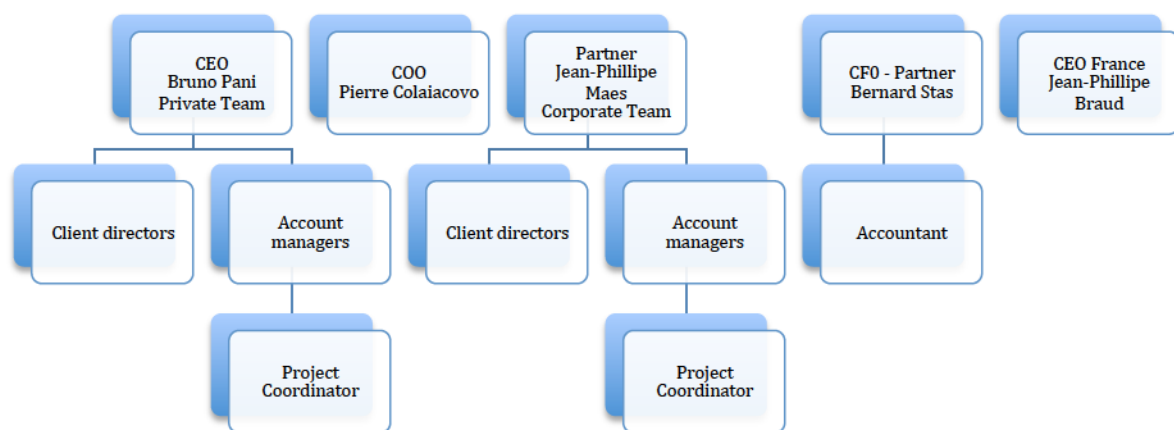 CEO
Bruno Pani
Private Team
COO
Pierre Colaiacovo
Partner
Jean-Phillipe
Maes
Corporate Team
CF0 - Partner
Bernard Stas
CEO France
Jean-Phillipe
Braud
Client directors
Account
managers
Client directors
Account
managers
Accountant
Project
Coordinator
Project
Coordinator